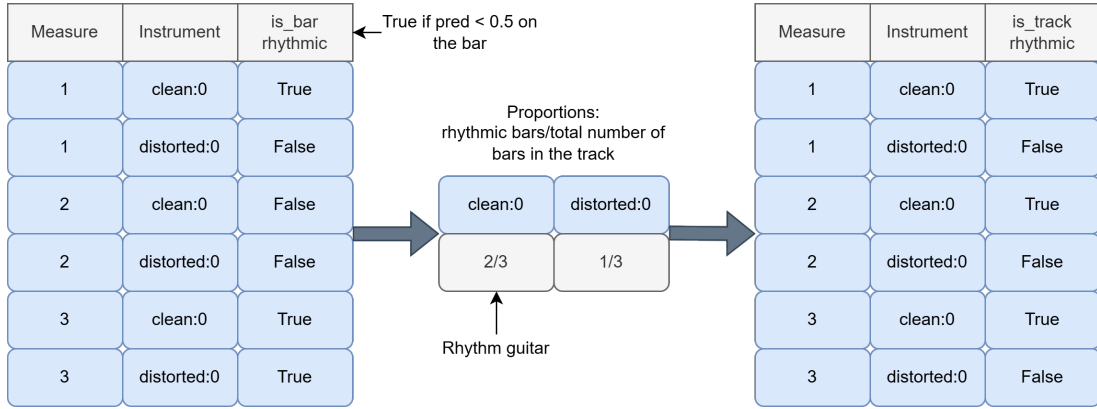 Measure Instrument is_bar
rhythmic
1 clean:0 True
1 distorted:0 False
2 clean:0 False
2 distorted:0 False
3 clean:0 True
3 distorted:0 True
True if pred < 0.5 on
the bar
Proportions:
rhythmic bars/total number of
bars in the track
clean:0 distorted:0
2/3 1/3
Rhythm guitar
Measure Instrument is_track
rhythmic
1 clean:0 True
1 distorted:0 False
2 clean:0 True
2 distorted:0 False
3 clean:0 True
3 distorted:0 False